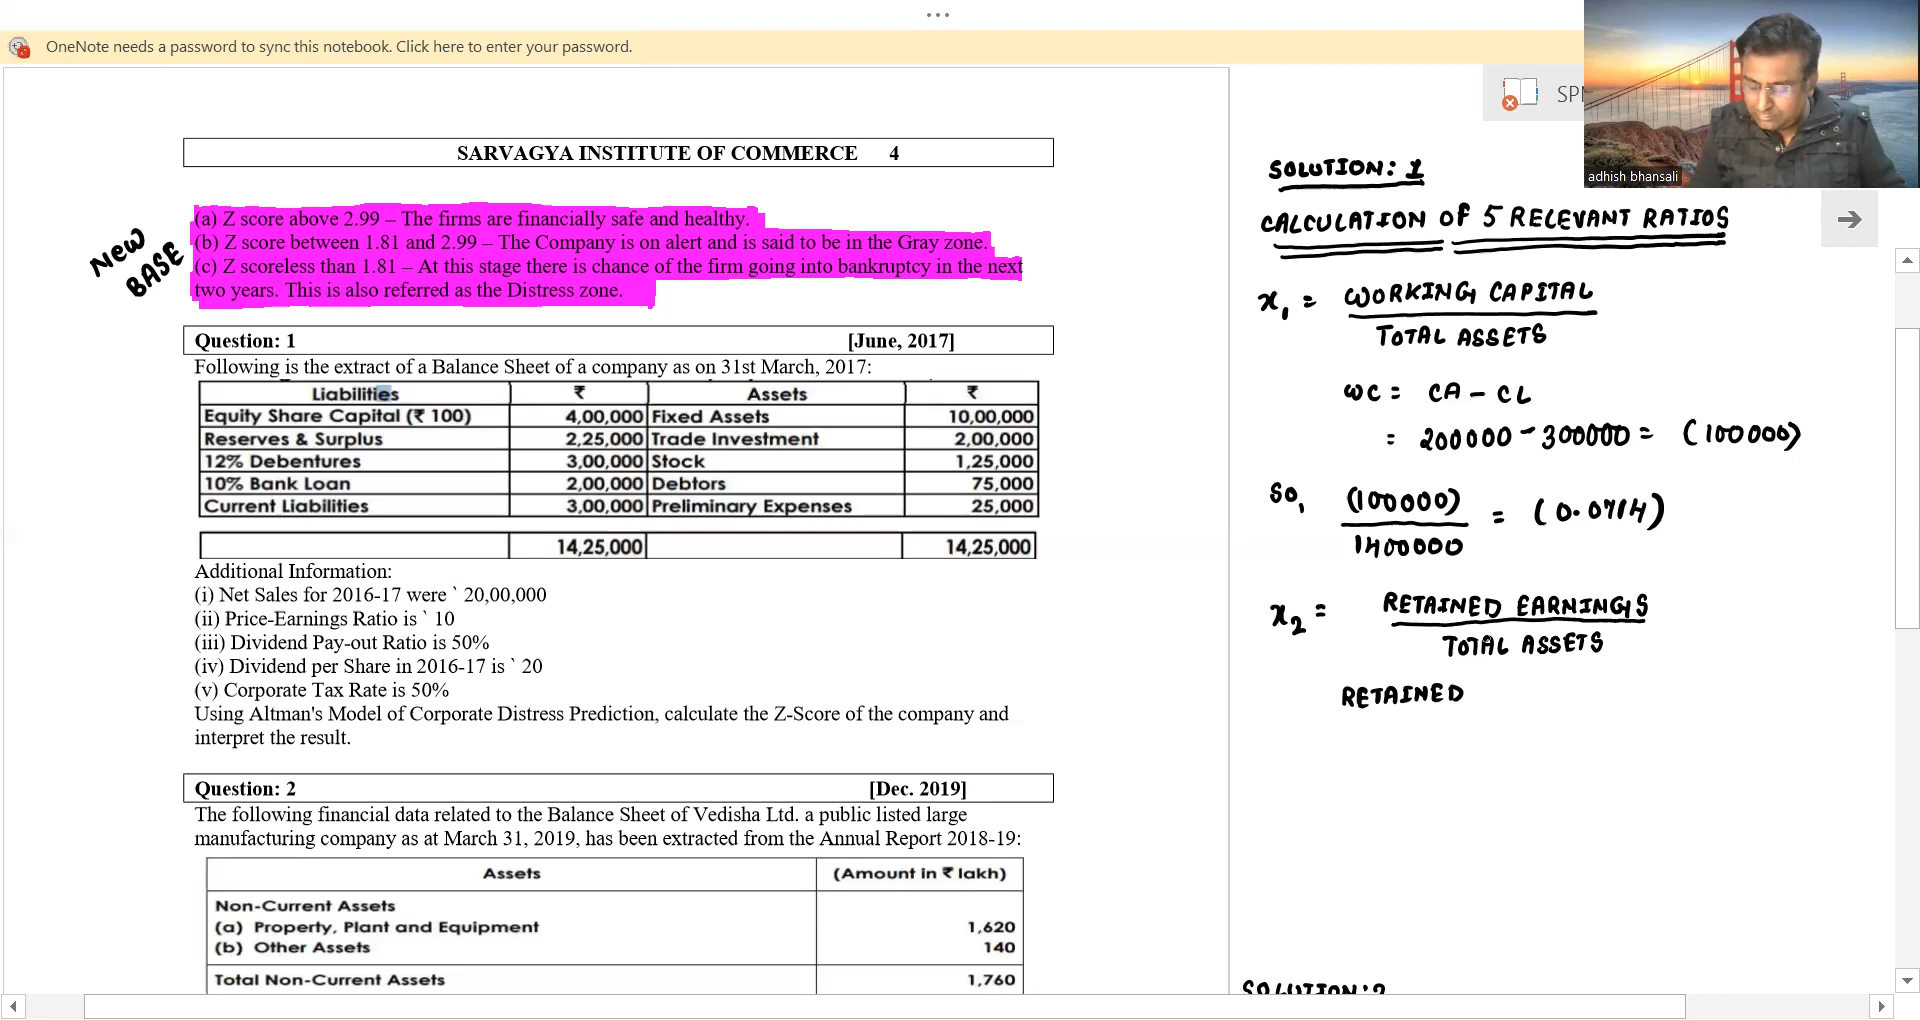 ...
OneNote needs a password to sync this notebook. Click here to enter your password.
adhish bhansali
SARVAGYA INSTITUTE OF COMMERCE 4
NEW
BASE
(a) Z score above 2.99 – The firms are financially safe and healthy.
(b) Z score between 1.81 and 2.99 – The Company is on alert and is said to be in the Gray zone.
(c) Z scoreless than 1.81 – At this stage there is chance of the firm going into bankruptcy in the next
two years. This is also referred as the Distress zone.
Question: 1 [June, 2017]
Following is the extract of a Balance Sheet of a company as on 31st March, 2017:
Liabilities ₹ Assets ₹
Equity Share Capital (₹ 100) 4,00,000 Fixed Assets 10,00,000
Reserves & Surplus 2,25,000 Trade Investment 2,00,000
12% Debentures 3,00,000 Stock 1,25,000
10% Bank Loan 2,00,000 Debtors 75,000
Current Liabilities 3,00,000 Preliminary Expenses 25,000
14,25,000 14,25,000
Additional Information:
(i) Net Sales for 2016-17 were ` 20,00,000
(ii) Price-Earnings Ratio is ` 10
(iii) Dividend Pay-out Ratio is 50%
(iv) Dividend per Share in 2016-17 is ` 20
(v) Corporate Tax Rate is 50%
Using Altman's Model of Corporate Distress Prediction, calculate the Z-Score of the company and
interpret the result.
Question: 2 [Dec. 2019]
The following financial data related to the Balance Sheet of Vedisha Ltd. a public listed large
manufacturing company as at March 31, 2019, has been extracted from the Annual Report 2018-19:
Assets (Amount in ₹ lakh)
Non-Current Assets
(a) Property, Plant and Equipment 1,620
(b) Other Assets 140
Total Non-Current Assets 1,760
SOLUTION: 1
CALCULATION OF 5 RELEVANT RATIOS
x₁ = WORKING CAPITAL
TOTAL ASSETS
WC = CA - CL
= 200000 - 300000 = (100000)
SO, (100000) = (0.0714)
1400000
x₂ = RETAINED EARNINGS
TOTAL ASSETS
RETAINED
SOLUTION:2